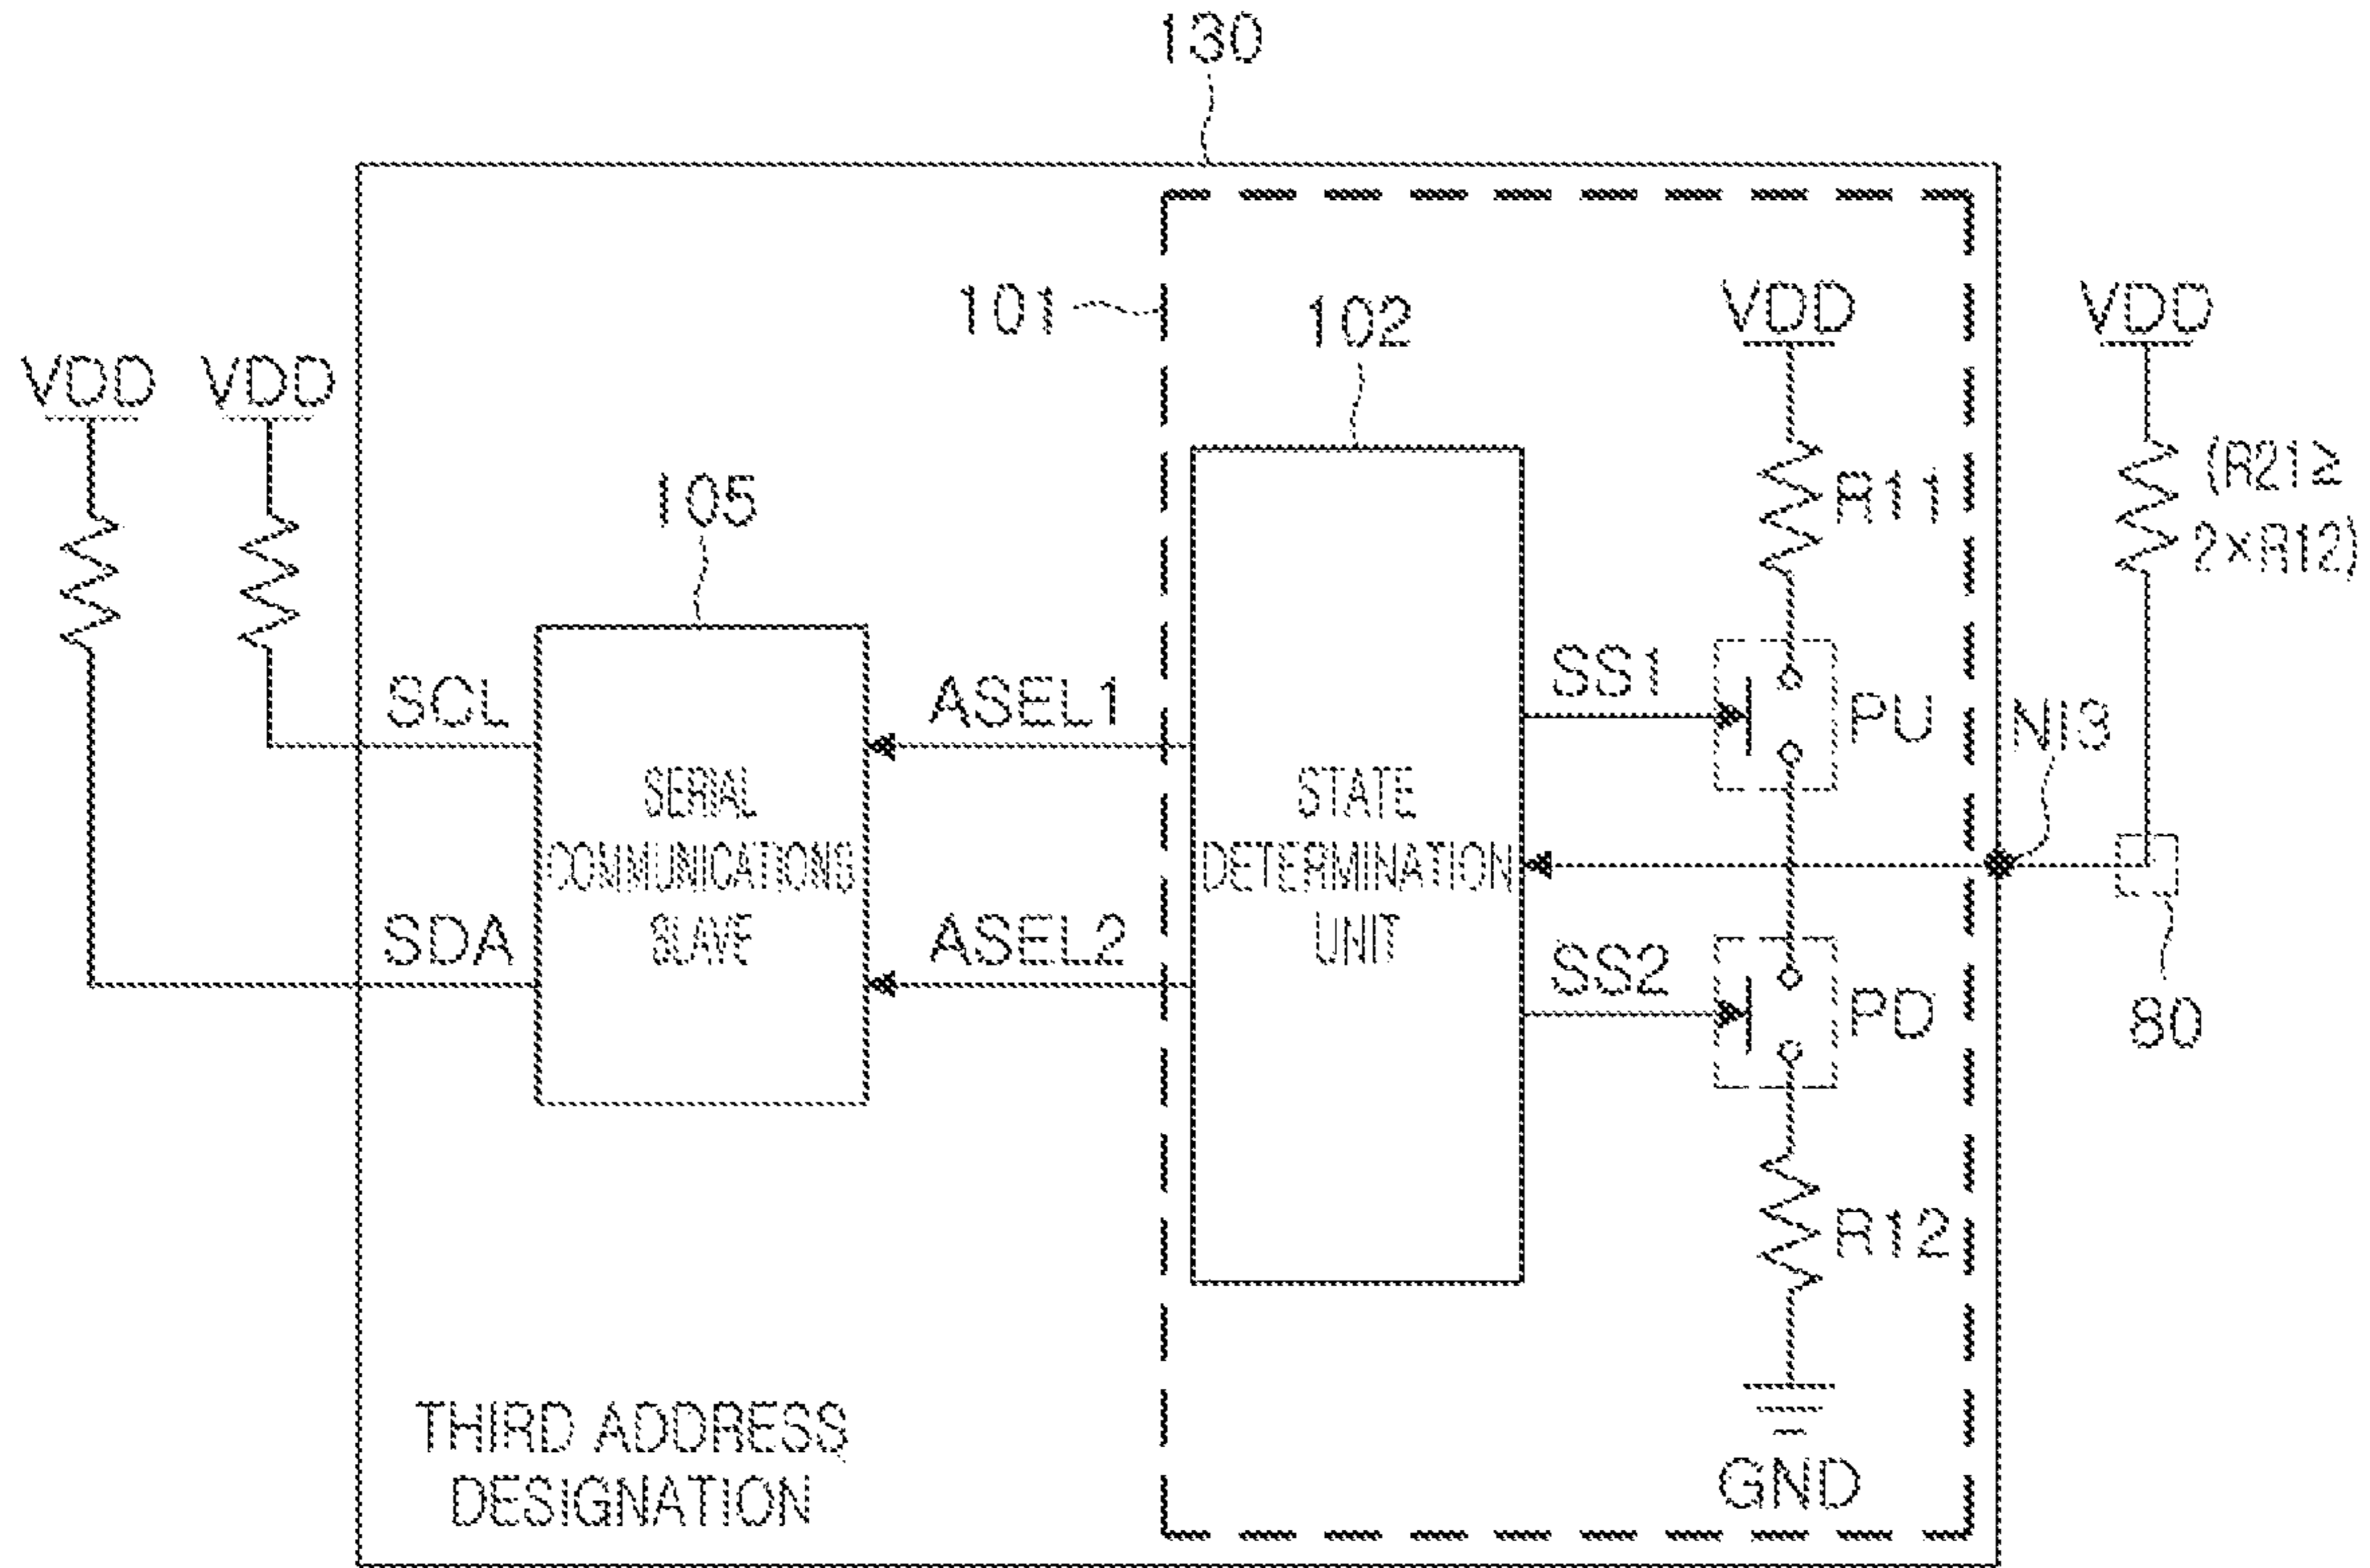 130
101
102
VDD
VDD
VDD
VDD
105
R11
(R21≥
2×R12)
SCL
ASEL1
SS1
PU
NI3
SERIAL
COMMUNICATIONS
SLAVE
STATE
DETERMINATION
UNIT
SDA
ASEL2
SS2
PD
80
R12
GND
THIRD ADDRESS
DESIGNATION